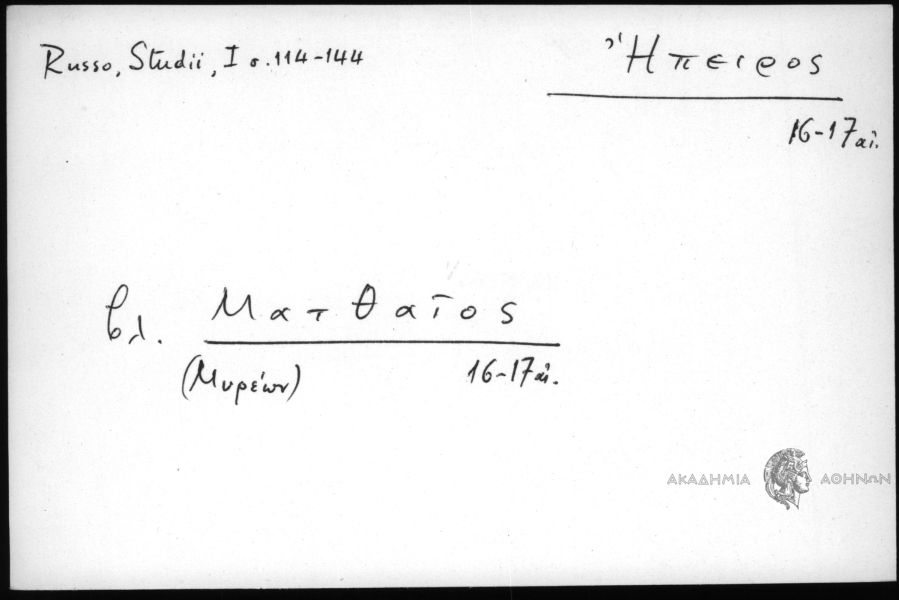 Russo, Studii, I σ. 114-144
Ἤπειρος
16-17 αἰ.
βλ. Ματθαῖος
(Μυρέων) 16-17 αἰ.
ΑΚΑΔΗΜΙΑ ΑΘΗΝΩΝ